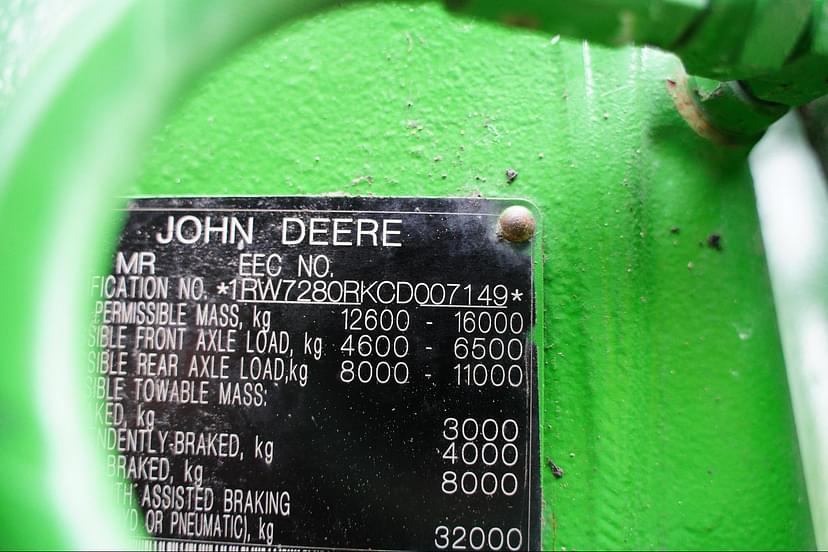 JOHN DEERE
MR EEC NO.
FICATION NO. *1RW7280RKCD007149*
PERMISSIBLE MASS, kg 12600 - 16000
SIBLE FRONT AXLE LOAD, kg 4600 - 6500
SIBLE REAR AXLE LOAD,kg 8000 - 11000
SIBLE TOWABLE MASS:
KED, kg 3000
NDENTLY-BRAKED, kg 4000
BRAKED, kg 8000
TH ASSISTED BRAKING
YD OR PNEUMATIC), kg 32000